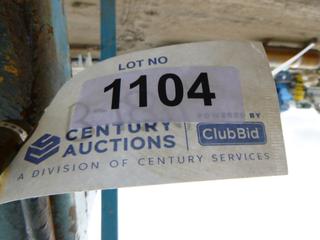 LOT NO
1104
POWERED BY
CENTURY
AUCTIONS
ClubBid
A DIVISION OF CENTURY SERVICES